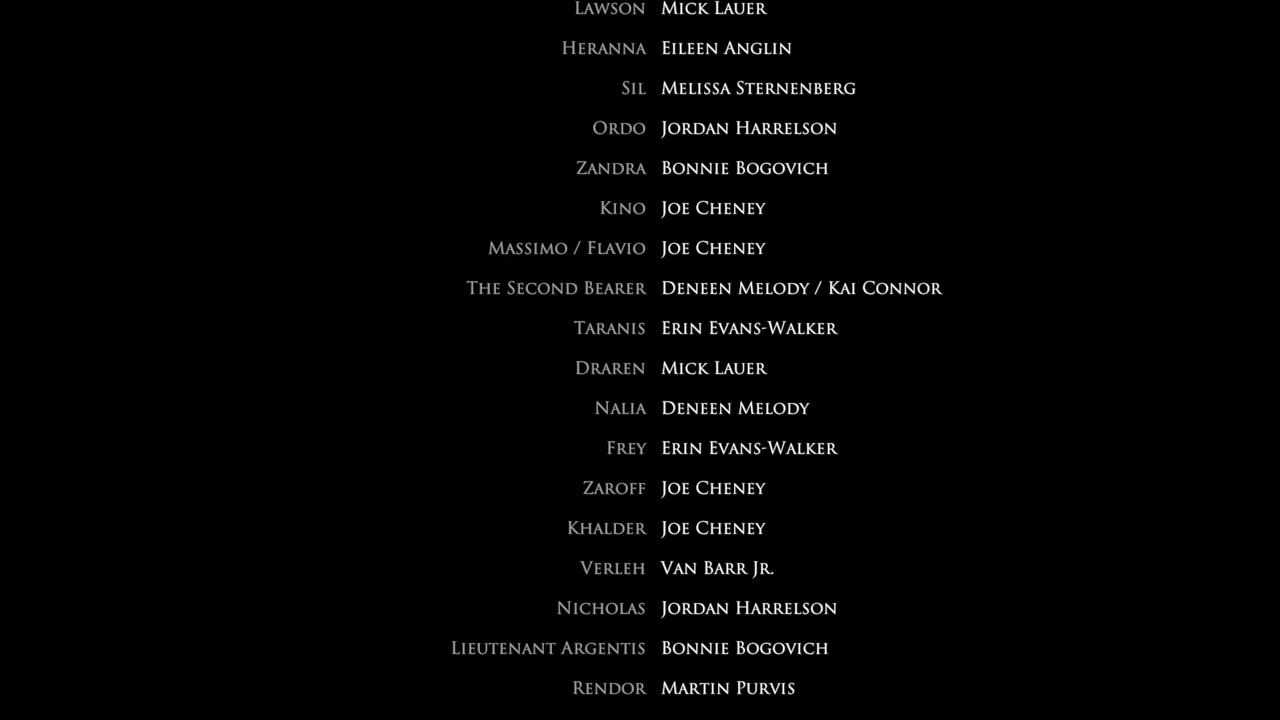 Lawson Mick Lauer
Heranna Eileen Anglin
Sil Melissa Sternenberg
Ordo Jordan Harrelson
Zandra Bonnie Bogovich
Kino Joe Cheney
Massimo / Flavio Joe Cheney
The Second Bearer Deneen Melody / Kai Connor
Taranis Erin Evans-Walker
Draren Mick Lauer
Nalia Deneen Melody
Frey Erin Evans-Walker
Zaroff Joe Cheney
Khalder Joe Cheney
Verleh Van Barr Jr.
Nicholas Jordan Harrelson
Lieutenant Argentis Bonnie Bogovich
Rendor Martin Purvis